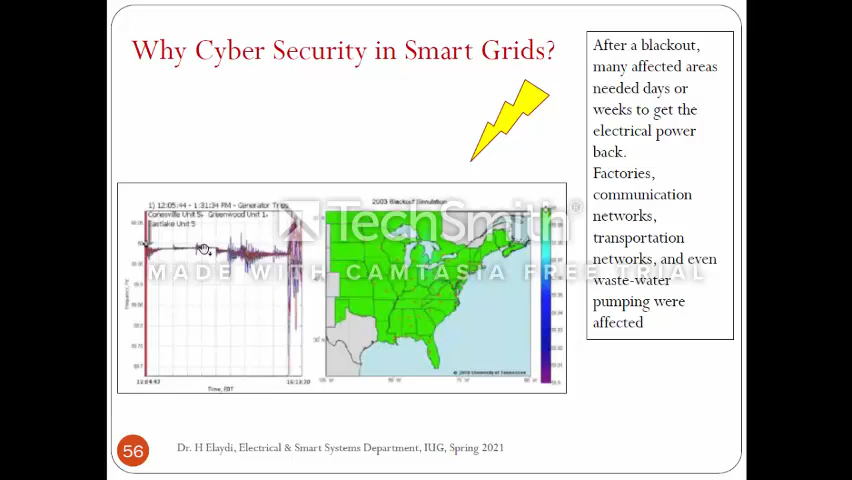 Why Cyber Security in Smart Grids?
After a blackout,
many affected areas
needed days or
weeks to get the
electrical power
back.
Factories,
communication
networks,
transportation
networks, and even
waste-water
pumping were
affected
1) 12:05:44 - 1:31:34 PM - Generator Trips
Conesville Unit 5, Greenwood Unit 1,
Eastlake Unit 5
2003 Blackout Simulation
TechSmith®
MADE WITH CAMTASIA FREE TRIAL
Time, EDT
56
Dr. H Elaydi, Electrical & Smart Systems Department, IUG, Spring 2021